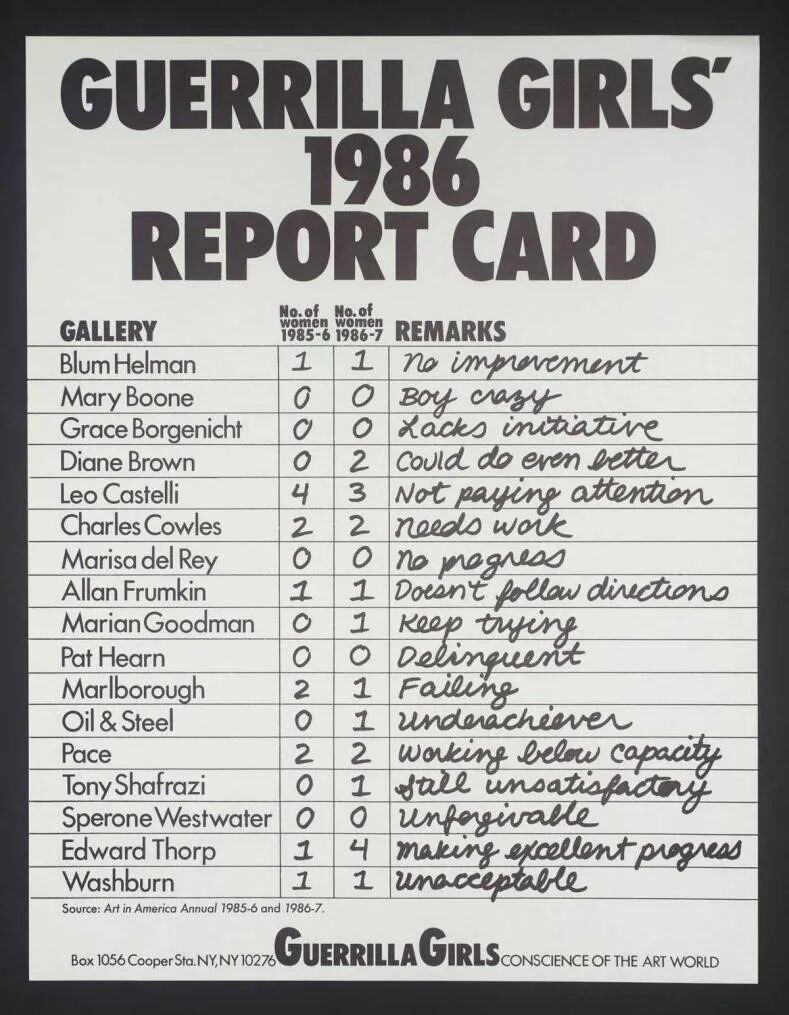 GUERRILLA GIRLS'
1986
REPORT CARD
GALLERY No. of women 1985-6 No. of women 1986-7 REMARKS
Blum Helman 1 1 no improvement
Mary Boone 0 0 Boy crazy
Grace Borgenicht 0 0 Lacks initiative
Diane Brown 0 2 Could do even better
Leo Castelli 4 3 Not paying attention
Charles Cowles 2 2 needs work
Marisa del Rey 0 0 no progress
Allan Frumkin 1 1 Doesn't follow directions
Marian Goodman 0 1 Keep trying
Pat Hearn 0 0 Delinquent
Marlborough 2 1 Failing
Oil & Steel 0 1 underachiever
Pace 2 2 working below capacity
Tony Shafrazi 0 1 still unsatisfactory
Sperone Westwater 0 0 unforgivable
Edward Thorp 1 4 making excellent progress
Washburn 1 1 unacceptable
Source: Art in America Annual 1985-6 and 1986-7.
Box 1056 Cooper Sta. NY, NY 10276 GUERRILLA GIRLS CONSCIENCE OF THE ART WORLD